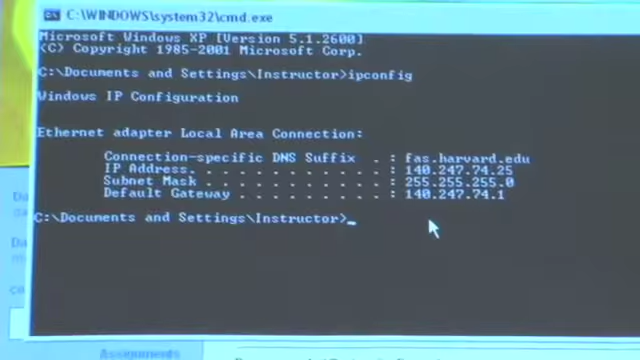 C:\WINDOWS\system32\cmd.exe
Microsoft Windows XP [Version 5.1.2600]
(C) Copyright 1985-2001 Microsoft Corp.
C:\Documents and Settings\Instructor>ipconfig
Windows IP Configuration
Ethernet adapter Local Area Connection:
Connection-specific DNS Suffix . : fas.harvard.edu
IP Address. . . . . . . . . . . . : 140.247.74.25
Subnet Mask . . . . . . . . . . . : 255.255.255.0
Default Gateway . . . . . . . . . : 140.247.74.1
C:\Documents and Settings\Instructor>_
Assignments